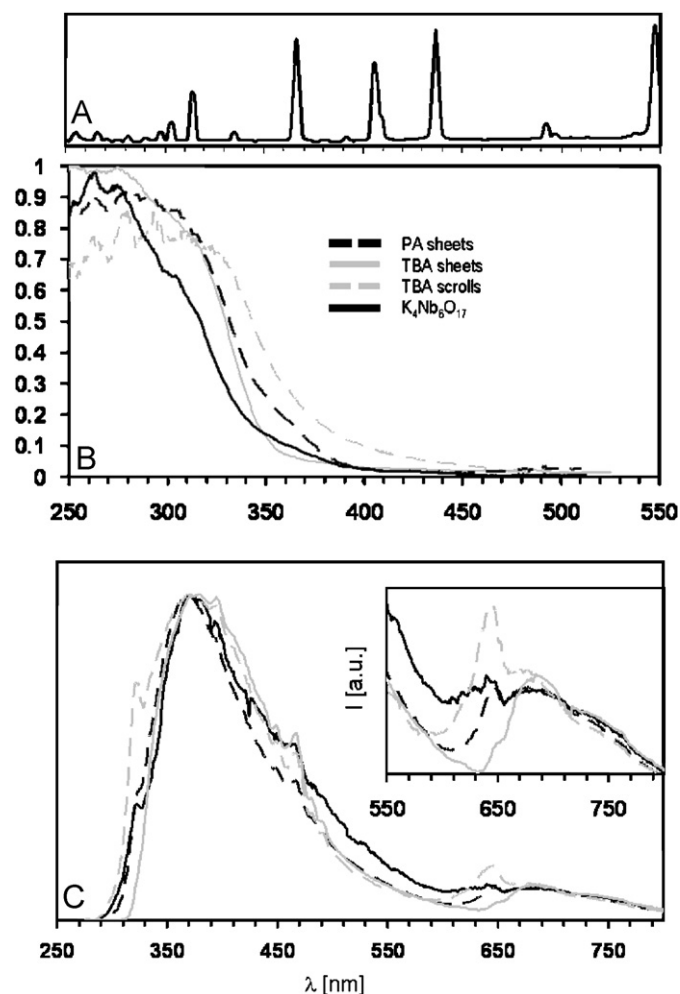 A
1
0.9
0.8
0.7
0.6
0.5
0.4
0.3
0.2
0.1
0
PA sheets
TBA sheets
TBA scrolls
K₄Nb₆O₁₇
B
250 300 350 400 450 500 550
I [a.u.]
550 650 750
C
250 350 450 550 650 750
λ [nm]